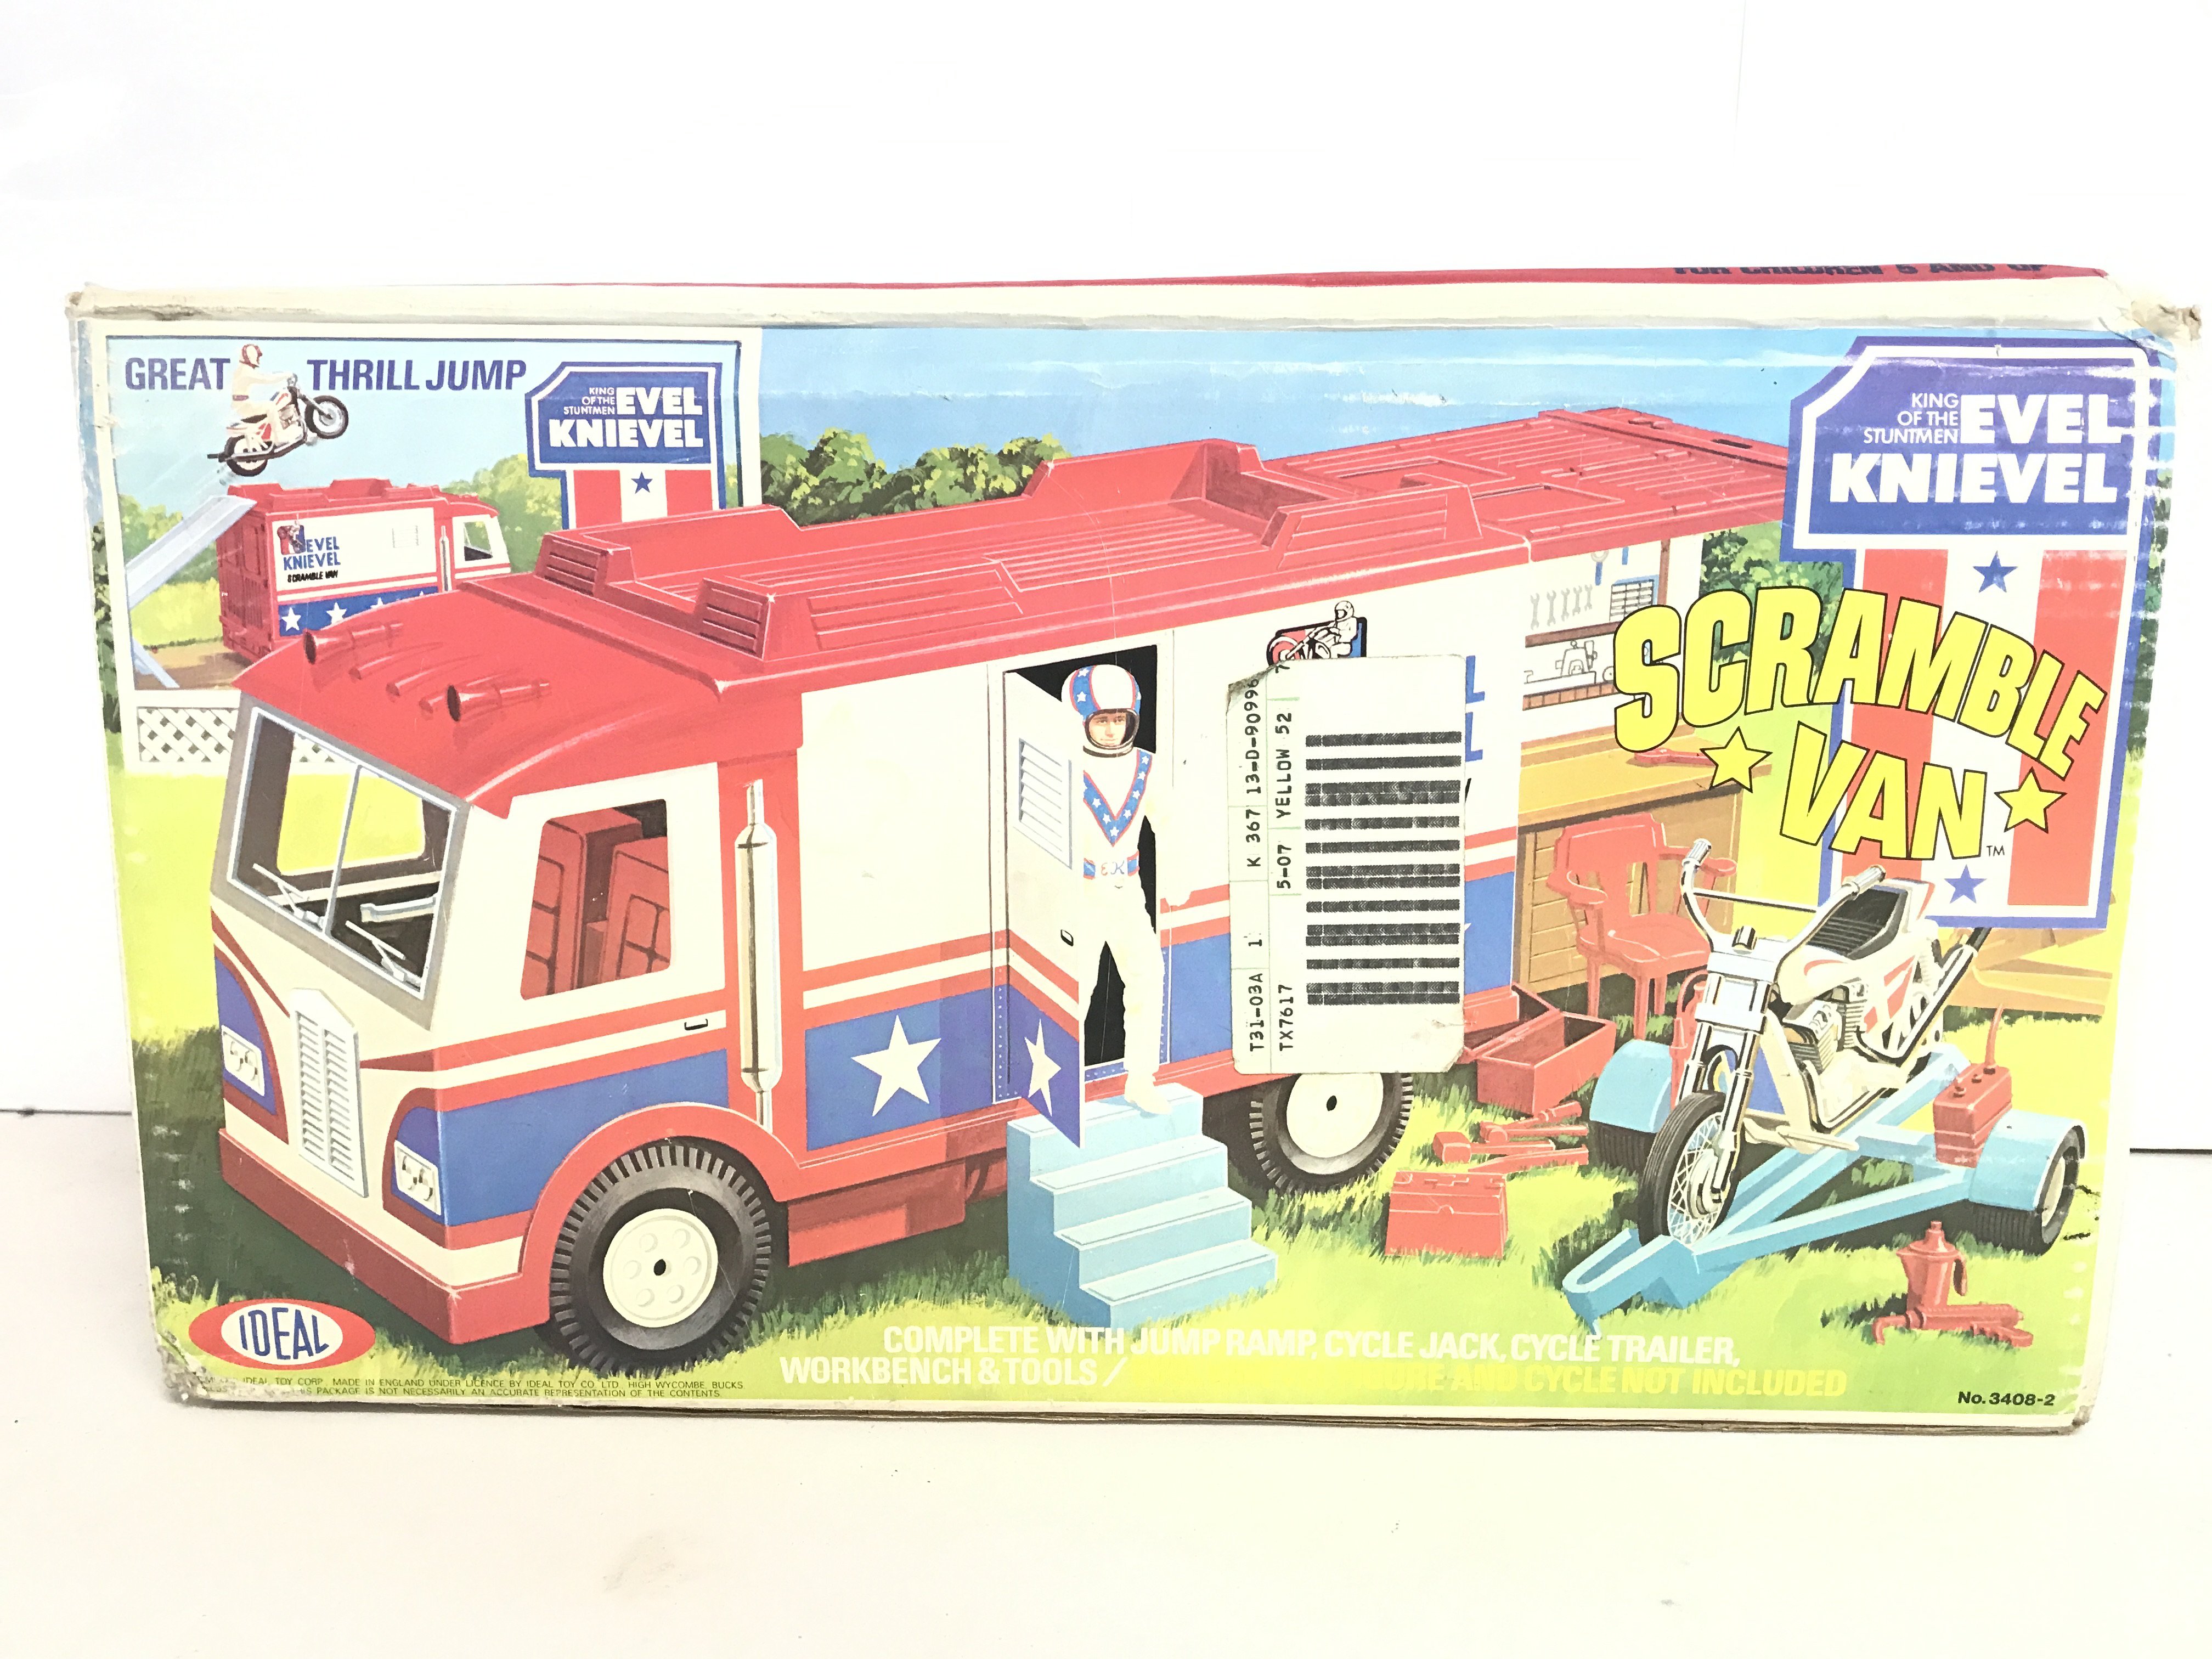 FOR CHILDREN 5 AND UP
GREAT THRILL JUMP
KING
OF THE
STUNTMEN
EVEL
KNIEVEL
EVEL
KNIEVEL
SCRAMBLE VAN
KING
OF THE
STUNTMEN
EVEL
KNIEVEL
SCRAMBLE
VAN
TM
EK
K 367 13-D-90996
5-07 YELLOW 52
T31-03A 1
TX7617
IDEAL
COMPLETE WITH JUMP RAMP, CYCLE JACK, CYCLE TRAILER,
WORKBENCH & TOOLS / AND CYCLE NOT INCLUDED
IDEAL TOY CORP. MADE IN ENGLAND UNDER LICENCE BY IDEAL TOY CO. LTD. HIGH WYCOMBE, BUCKS
PACKAGE IS NOT NECESSARILY AN ACCURATE REPRESENTATION OF THE CONTENTS.
No. 3408-2